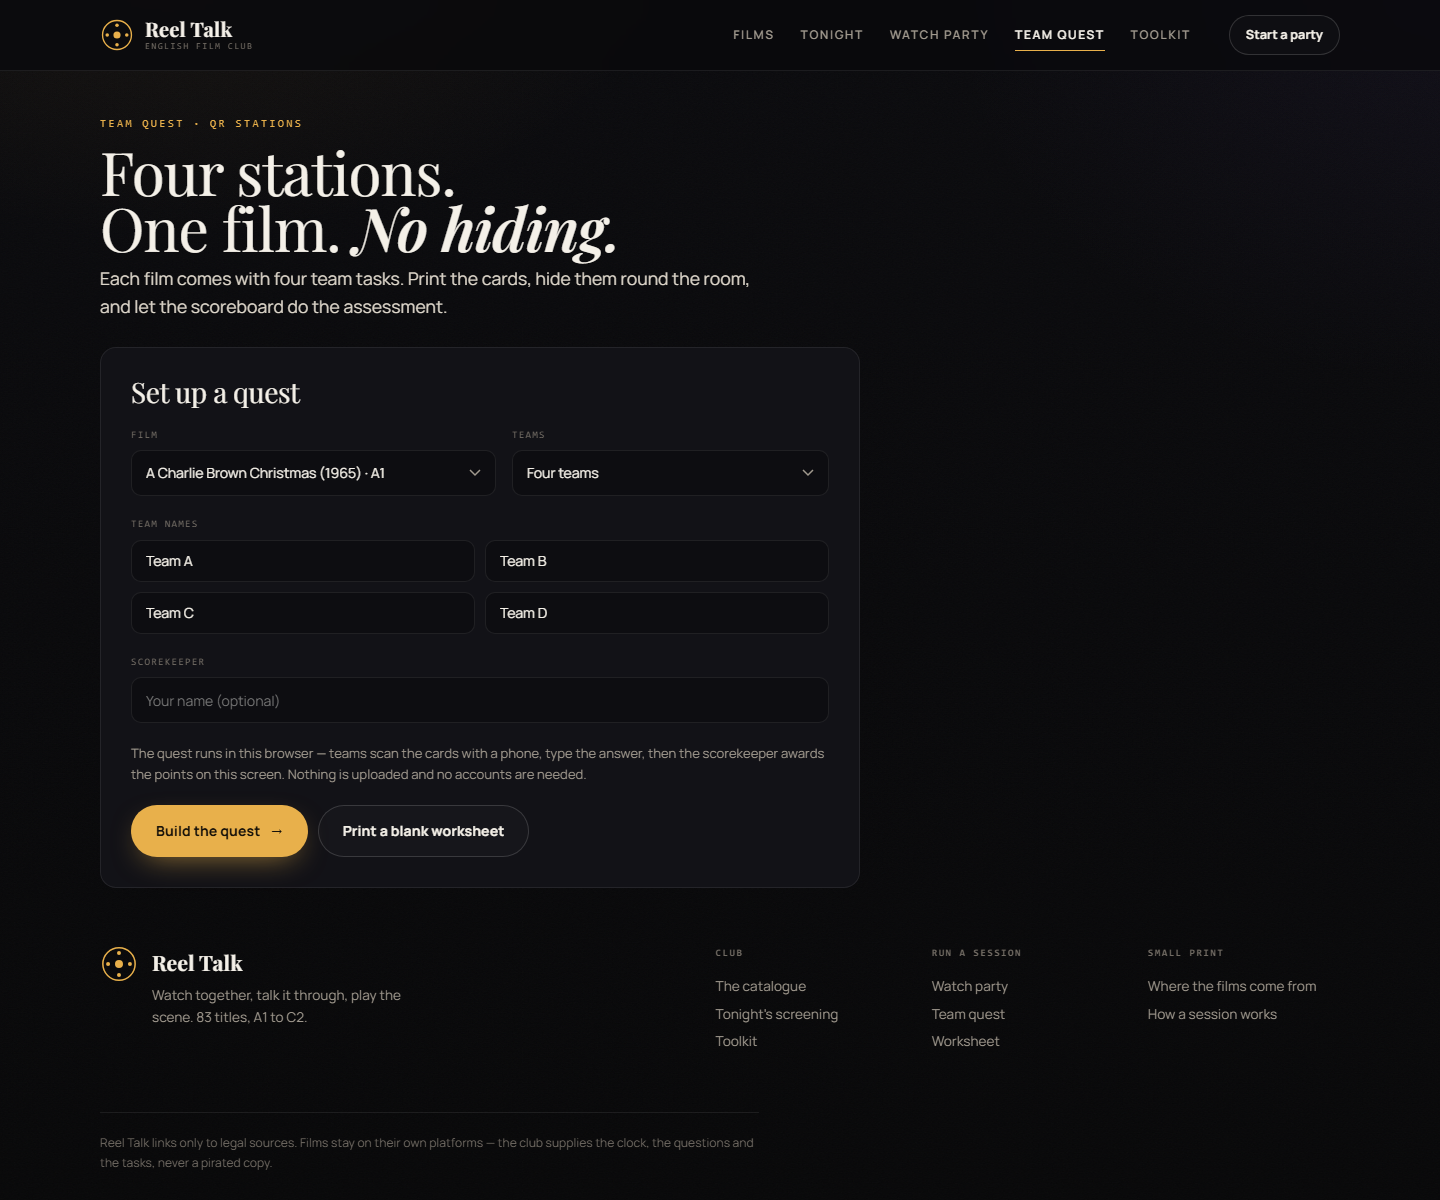 Reel Talk
ENGLISH FILM CLUB
FILMS
TONIGHT
WATCH PARTY
TEAM QUEST
TOOLKIT
Start a party
TEAM QUEST · QR STATIONS
Four stations.
One film. No hiding.
Each film comes with four team tasks. Print the cards, hide them round the room,
and let the scoreboard do the assessment.
Set up a quest
FILM
TEAMS
A Charlie Brown Christmas (1965) · A1
Four teams
TEAM NAMES
Team A
Team B
Team C
Team D
SCOREKEEPER
Your name (optional)
The quest runs in this browser — teams scan the cards with a phone, type the answer, then the scorekeeper awards
the points on this screen. Nothing is uploaded and no accounts are needed.
Build the quest →
Print a blank worksheet
Reel Talk
Watch together, talk it through, play the
scene. 83 titles, A1 to C2.
CLUB
The catalogue
Tonight's screening
Toolkit
RUN A SESSION
Watch party
Team quest
Worksheet
SMALL PRINT
Where the films come from
How a session works
Reel Talk links only to legal sources. Films stay on their own platforms — the club supplies the clock, the questions and
the tasks, never a pirated copy.